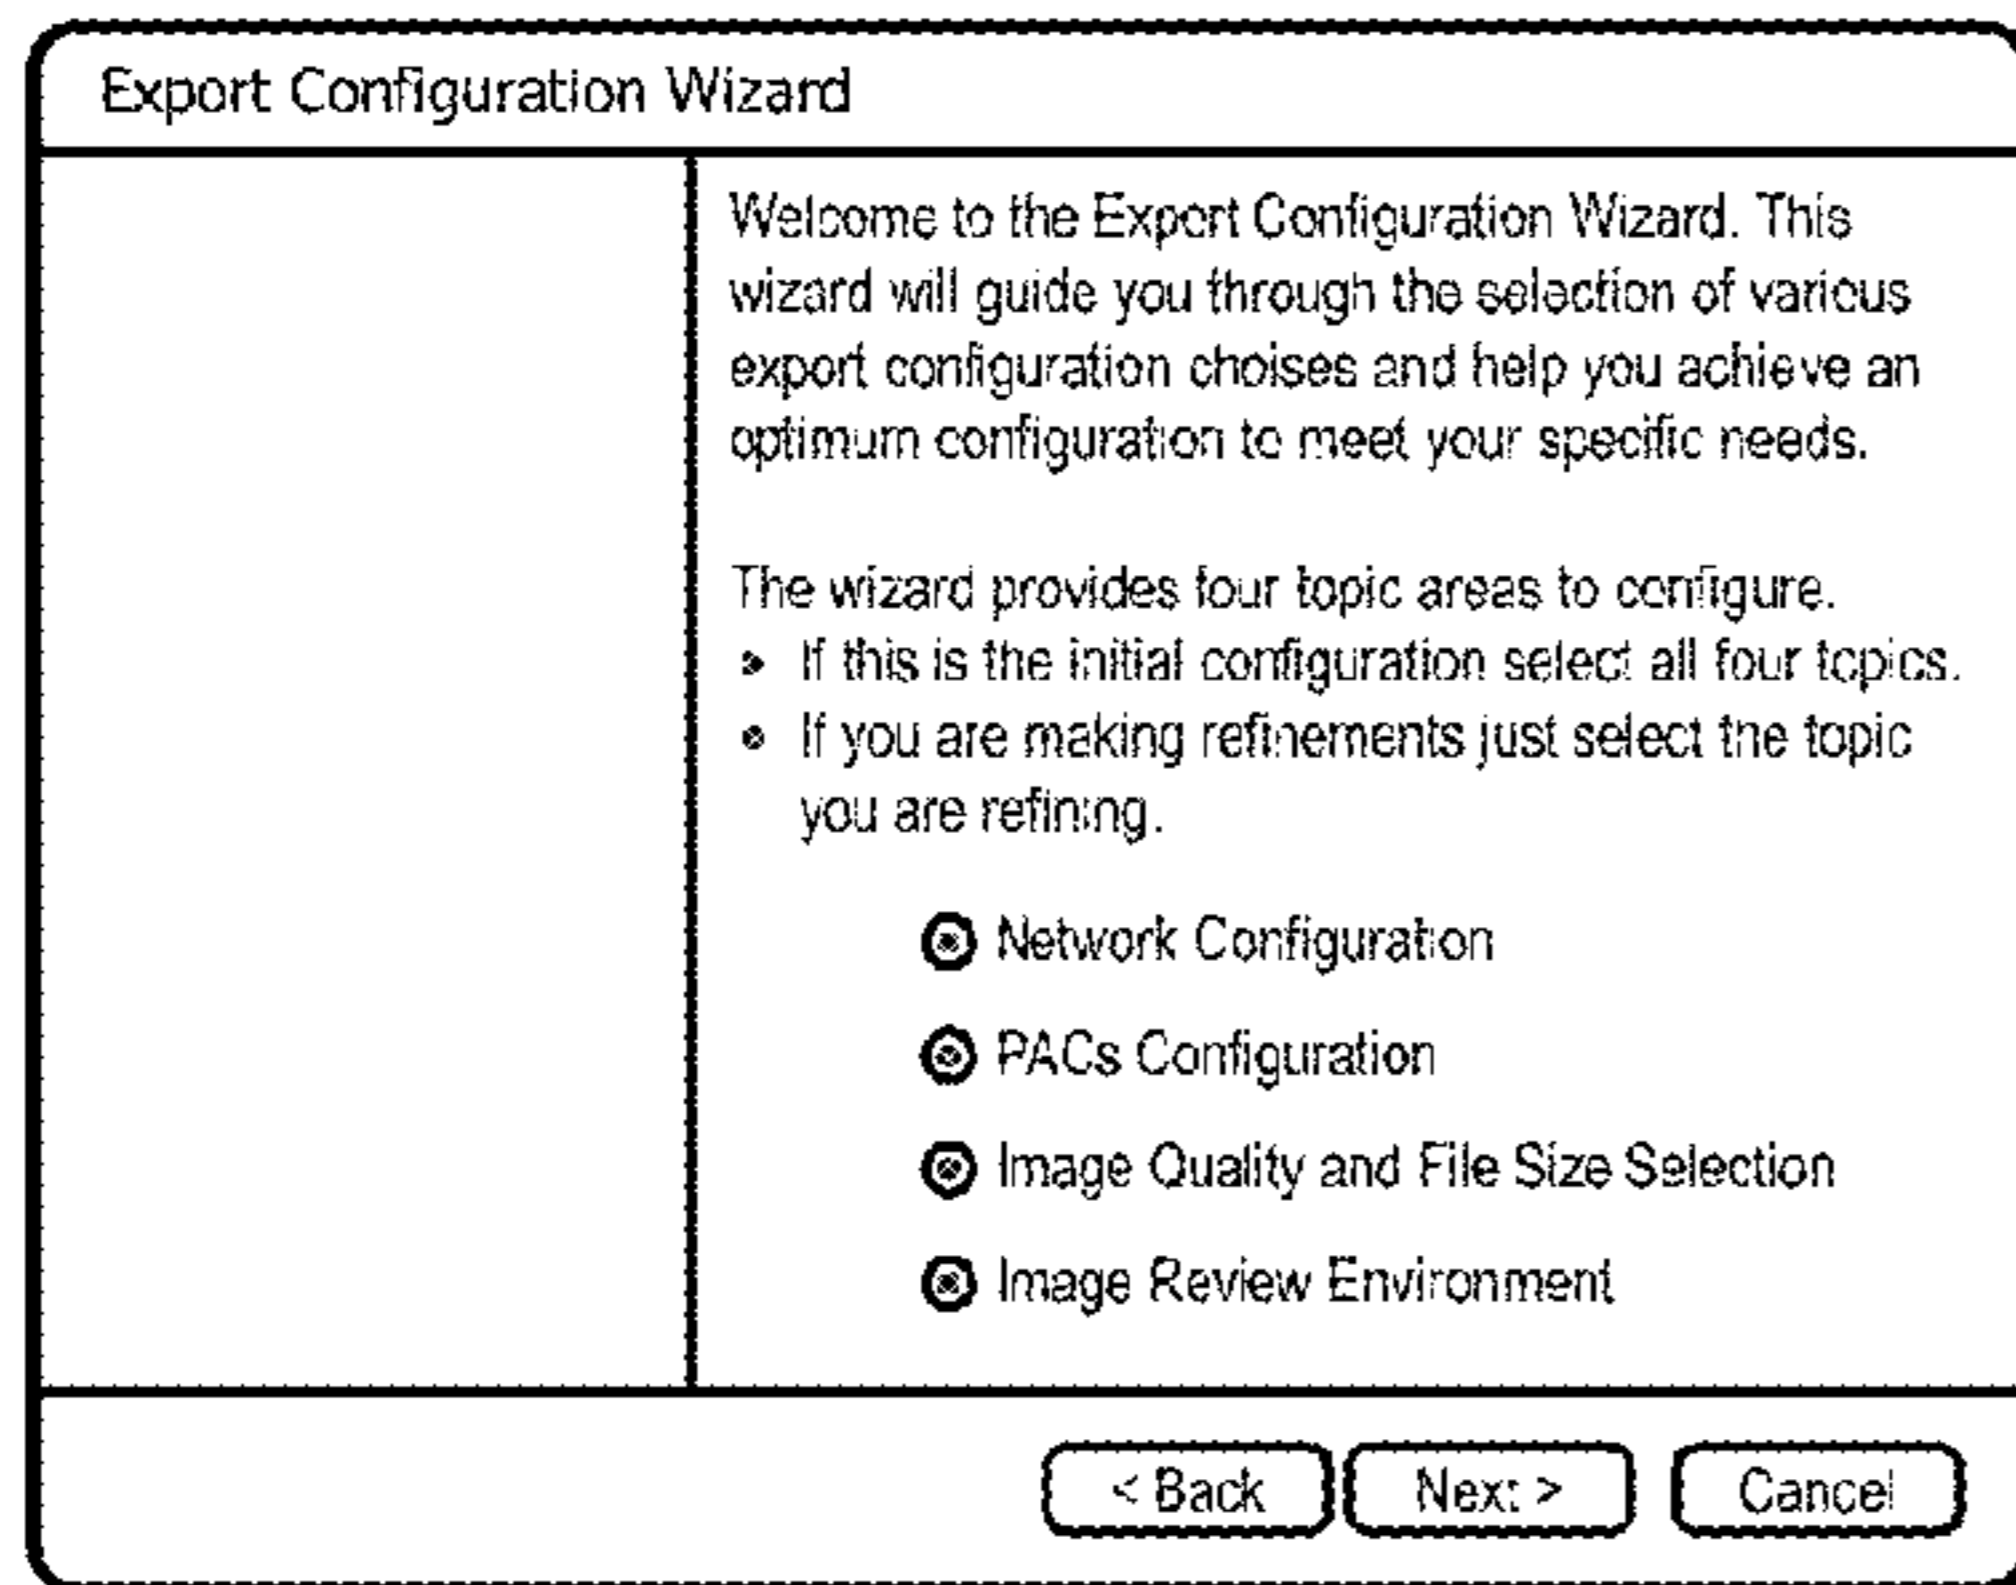 Export Configuration Wizard
Welcome to the Export Configuration Wizard. This
wizard will guide you through the selection of various
export configuration choises and help you achieve an
optimum configuration to meet your specific needs.
The wizard provides four topic areas to configure.
• If this is the initial configuration select all four topics.
• If you are making refinements just select the topic
you are refining.
Network Configuration
PACs Configuration
Image Quality and File Size Selection
Image Review Environment
< Back Next > Cancel